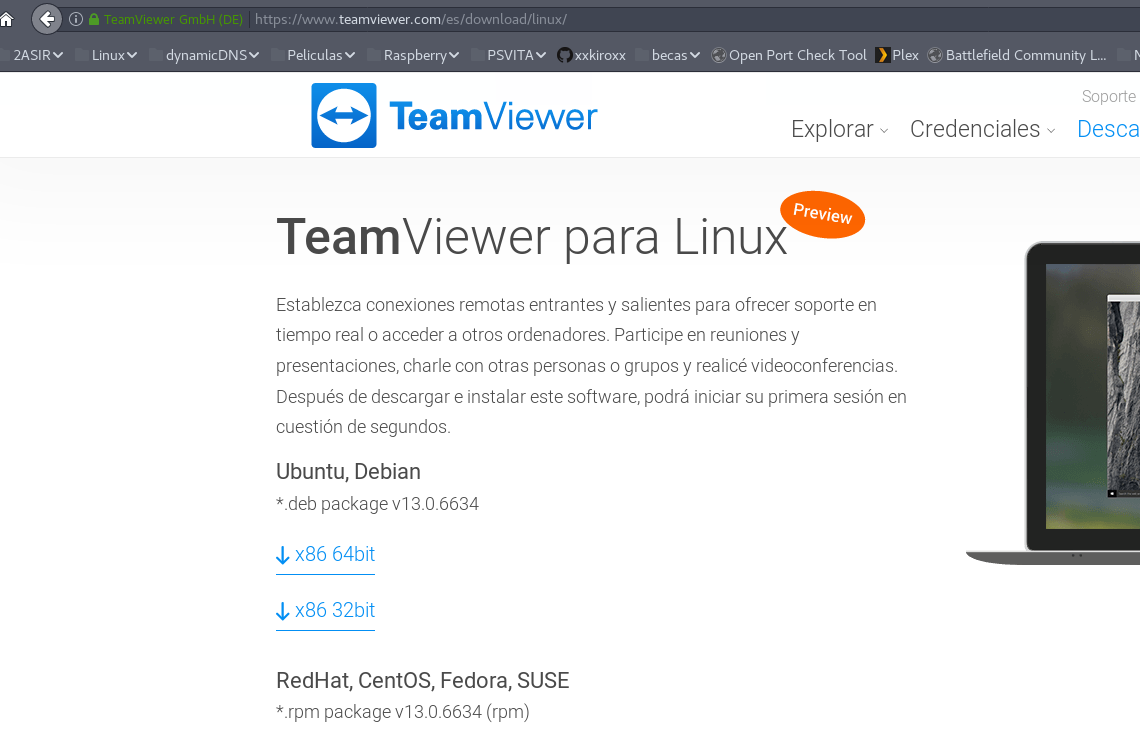 TeamViewer GmbH (DE) https://www.teamviewer.com/es/download/linux/
2ASIR Linux dynamicDNS Peliculas Raspberry PSVITA xxkiroxx becas Open Port Check Tool Plex Battlefield Community L... N
TeamViewer
Soporte
Explorar Credenciales Desca
Preview
TeamViewer para Linux
Establezca conexiones remotas entrantes y salientes para ofrecer soporte en
tiempo real o acceder a otros ordenadores. Participe en reuniones y
presentaciones, charle con otras personas o grupos y realicé videoconferencias.
Después de descargar e instalar este software, podrá iniciar su primera sesión en
cuestión de segundos.
Ubuntu, Debian
*.deb package v13.0.6634
x86 64bit
x86 32bit
RedHat, CentOS, Fedora, SUSE
*.rpm package v13.0.6634 (rpm)